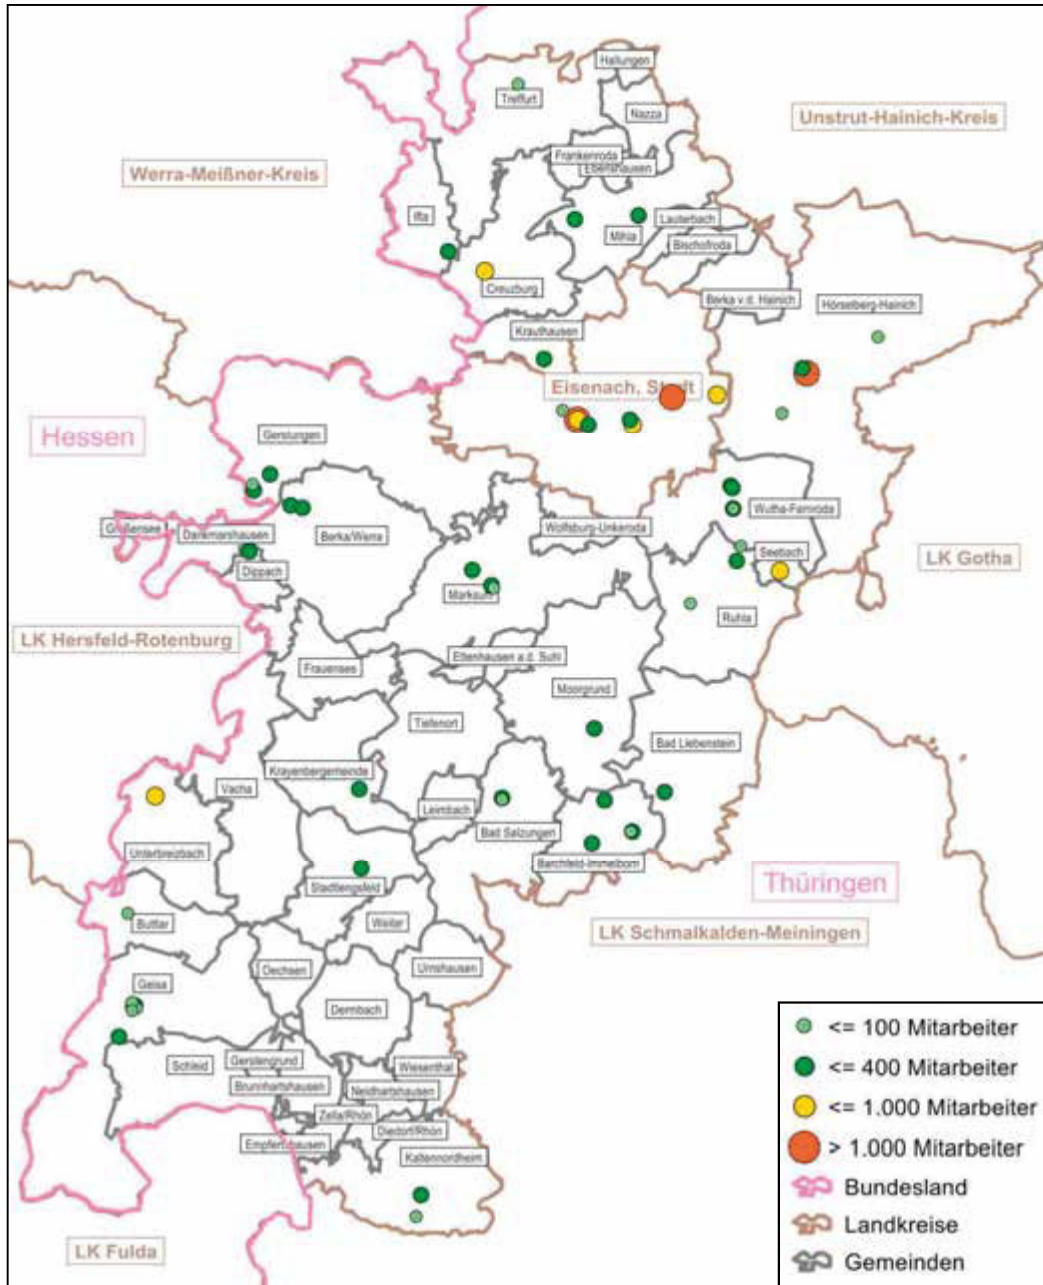 Hallungen
Treffurt
Nazza
Unstrut-Hainich-Kreis
Frankenroda
Ebenshausen
Werra-Meißner-Kreis
Ifta
Lauterbach
Mihla
Bischofroda
Creuzburg
Berka v.d. Hainich
Hörselberg-Hainich
Krauthausen
Eisenach, Stadt
Hessen
Gerstungen
Großensee
Dankmarshausen
Berka/Werra
Wolfsburg-Unkeroda
Wutha-Farnroda
Seebach
LK Gotha
Dippach
Marksuhl
Ruhla
LK Hersfeld-Rotenburg
Ettenhausen a.d. Suhl
Frauensee
Moorgrund
Tiefenort
Bad Liebenstein
Krayenberggemeinde
Vacha
Leimbach
Bad Salzungen
Unterbreizbach
Barchfeld-Immelborn
Stadtlengsfeld
Thüringen
Buttlar
Weilar
LK Schmalkalden-Meiningen
Oechsen
Urnshausen
Geisa
Dermbach
Schleid
Gerstengrund
Wiesenthal
Brunnhartshausen
Neidhartshausen
Zella/Rhön
Diedorf/Rhön
Empfertshausen
Kaltennordheim
LK Fulda
<= 100 Mitarbeiter
<= 400 Mitarbeiter
<= 1.000 Mitarbeiter
> 1.000 Mitarbeiter
Bundesland
Landkreise
Gemeinden